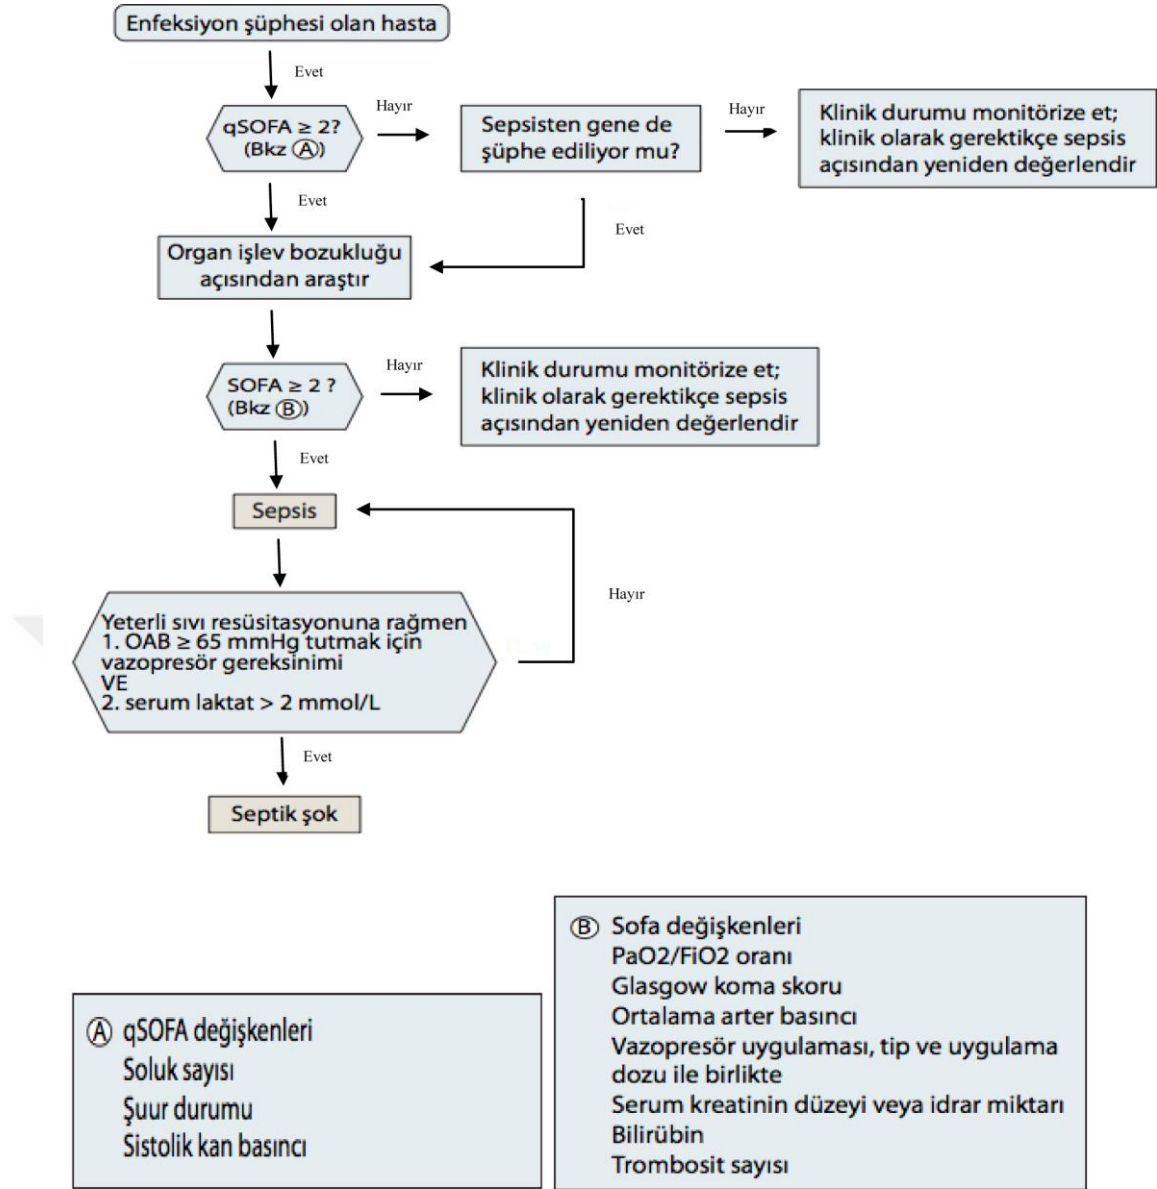 Enfeksiyon şüphesi olan hasta
Evet
qSOFA ≥ 2?
(Bkz Ⓐ)
Hayır
Sepsisten gene de
şüphe ediliyor mu?
Hayır
Klinik durumu monitörize et;
klinik olarak gerektikçe sepsis
açısından yeniden değerlendir
Evet
Evet
Organ işlev bozukluğu
açısından araştır
SOFA ≥ 2 ?
(Bkz Ⓑ)
Hayır
Klinik durumu monitörize et;
klinik olarak gerektikçe sepsis
açısından yeniden değerlendir
Evet
Sepsis
Hayır
Yeterli sıvı resüsitasyonuna rağmen
1. OAB ≥ 65 mmHg tutmak için
vazopresör gereksinimi
VE
2. serum laktat > 2 mmol/L
Evet
Septik şok
Ⓐ qSOFA değişkenleri
Soluk sayısı
Şuur durumu
Sistolik kan basıncı
Ⓑ Sofa değişkenleri
PaO2/FiO2 oranı
Glasgow koma skoru
Ortalama arter basıncı
Vazopresör uygulaması, tip ve uygulama
dozu ile birlikte
Serum kreatinin düzeyi veya idrar miktarı
Bilirübin
Trombosit sayısı